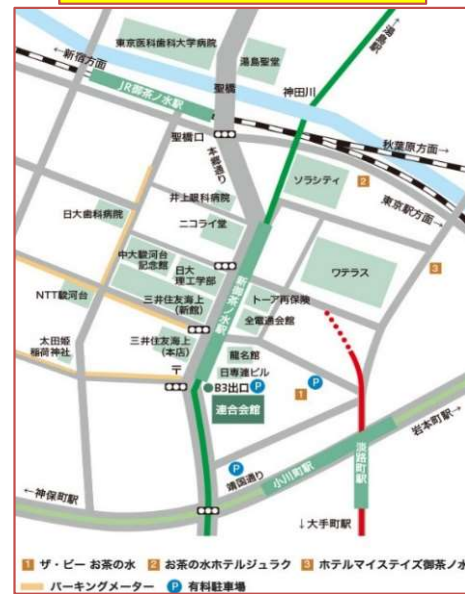 東京医科歯科大学病院
湯島聖堂
→湯島駅
←新宿方面
聖橋
神田川
JR御茶ノ水駅
聖橋口
本郷通り
秋葉原方面→
ソラシティ
2
東京駅方面→
井上眼科病院
日大歯科病院
ニコライ堂
新御茶ノ水駅
中大駿河台
記念館
日大
理工学部
ワテラス
3
NTT駿河台
三井住友海上
(新館)
トーア再保険
全電通会館
太田姫
稲荷神社
三井住友海上
(本店)
龍名館
〒
日専連ビル
B3出口
P
1
P
連合会館
淡路町駅
岩本町駅→
P
靖国通り
小川町駅
←神保町駅
↓大手町駅
1 ザ・ビー お茶の水
2 お茶の水ホテルジュラク
3 ホテルマイステイズ御茶ノ水
パーキングメーター
P 有料駐車場